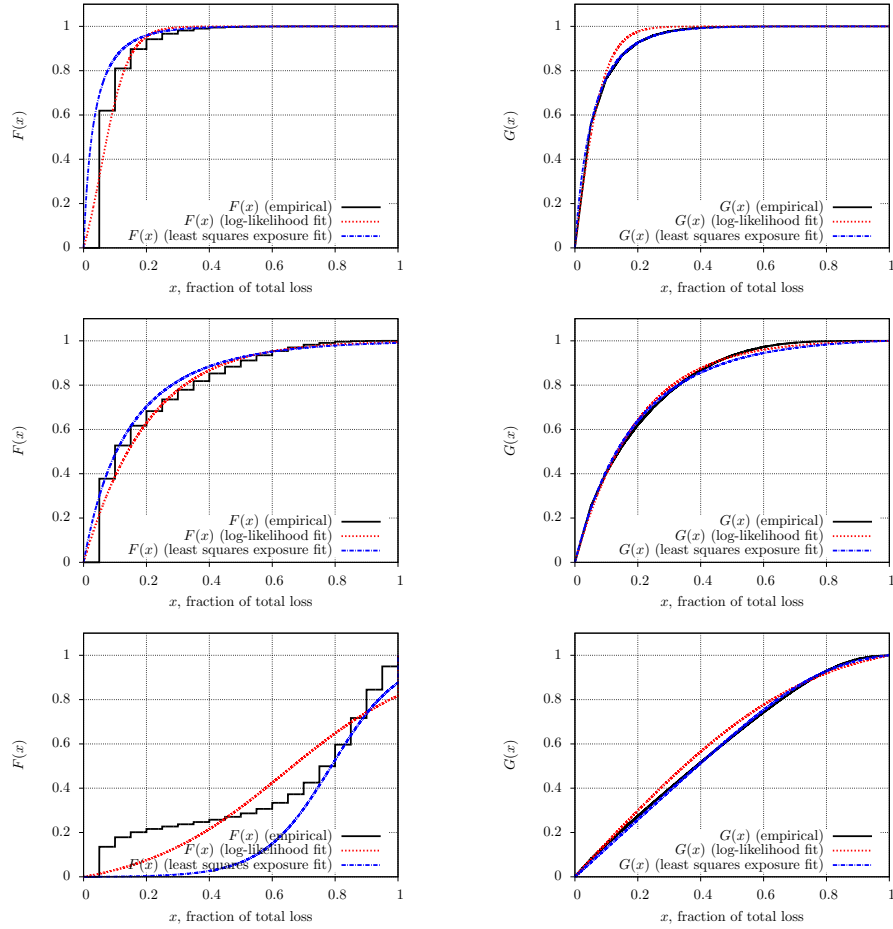 1
0.8
0.6
0.4
0.2
0
F(x)
F(x) (empirical)
F(x) (log-likelihood fit)
F(x) (least squares exposure fit)
0 0.2 0.4 0.6 0.8 1
x, fraction of total loss
1
0.8
0.6
0.4
0.2
0
G(x)
G(x) (empirical)
G(x) (log-likelihood fit)
G(x) (least squares exposure fit)
0 0.2 0.4 0.6 0.8 1
x, fraction of total loss
1
0.8
0.6
0.4
0.2
0
F(x)
F(x) (empirical)
F(x) (log-likelihood fit)
F(x) (least squares exposure fit)
0 0.2 0.4 0.6 0.8 1
x, fraction of total loss
1
0.8
0.6
0.4
0.2
0
G(x)
G(x) (empirical)
G(x) (log-likelihood fit)
G(x) (least squares exposure fit)
0 0.2 0.4 0.6 0.8 1
x, fraction of total loss
1
0.8
0.6
0.4
0.2
0
F(x)
F(x) (empirical)
F(x) (log-likelihood fit)
F(x) (least squares exposure fit)
0 0.2 0.4 0.6 0.8 1
x, fraction of total loss
1
0.8
0.6
0.4
0.2
0
G(x)
G(x) (empirical)
G(x) (log-likelihood fit)
G(x) (least squares exposure fit)
0 0.2 0.4 0.6 0.8 1
x, fraction of total loss